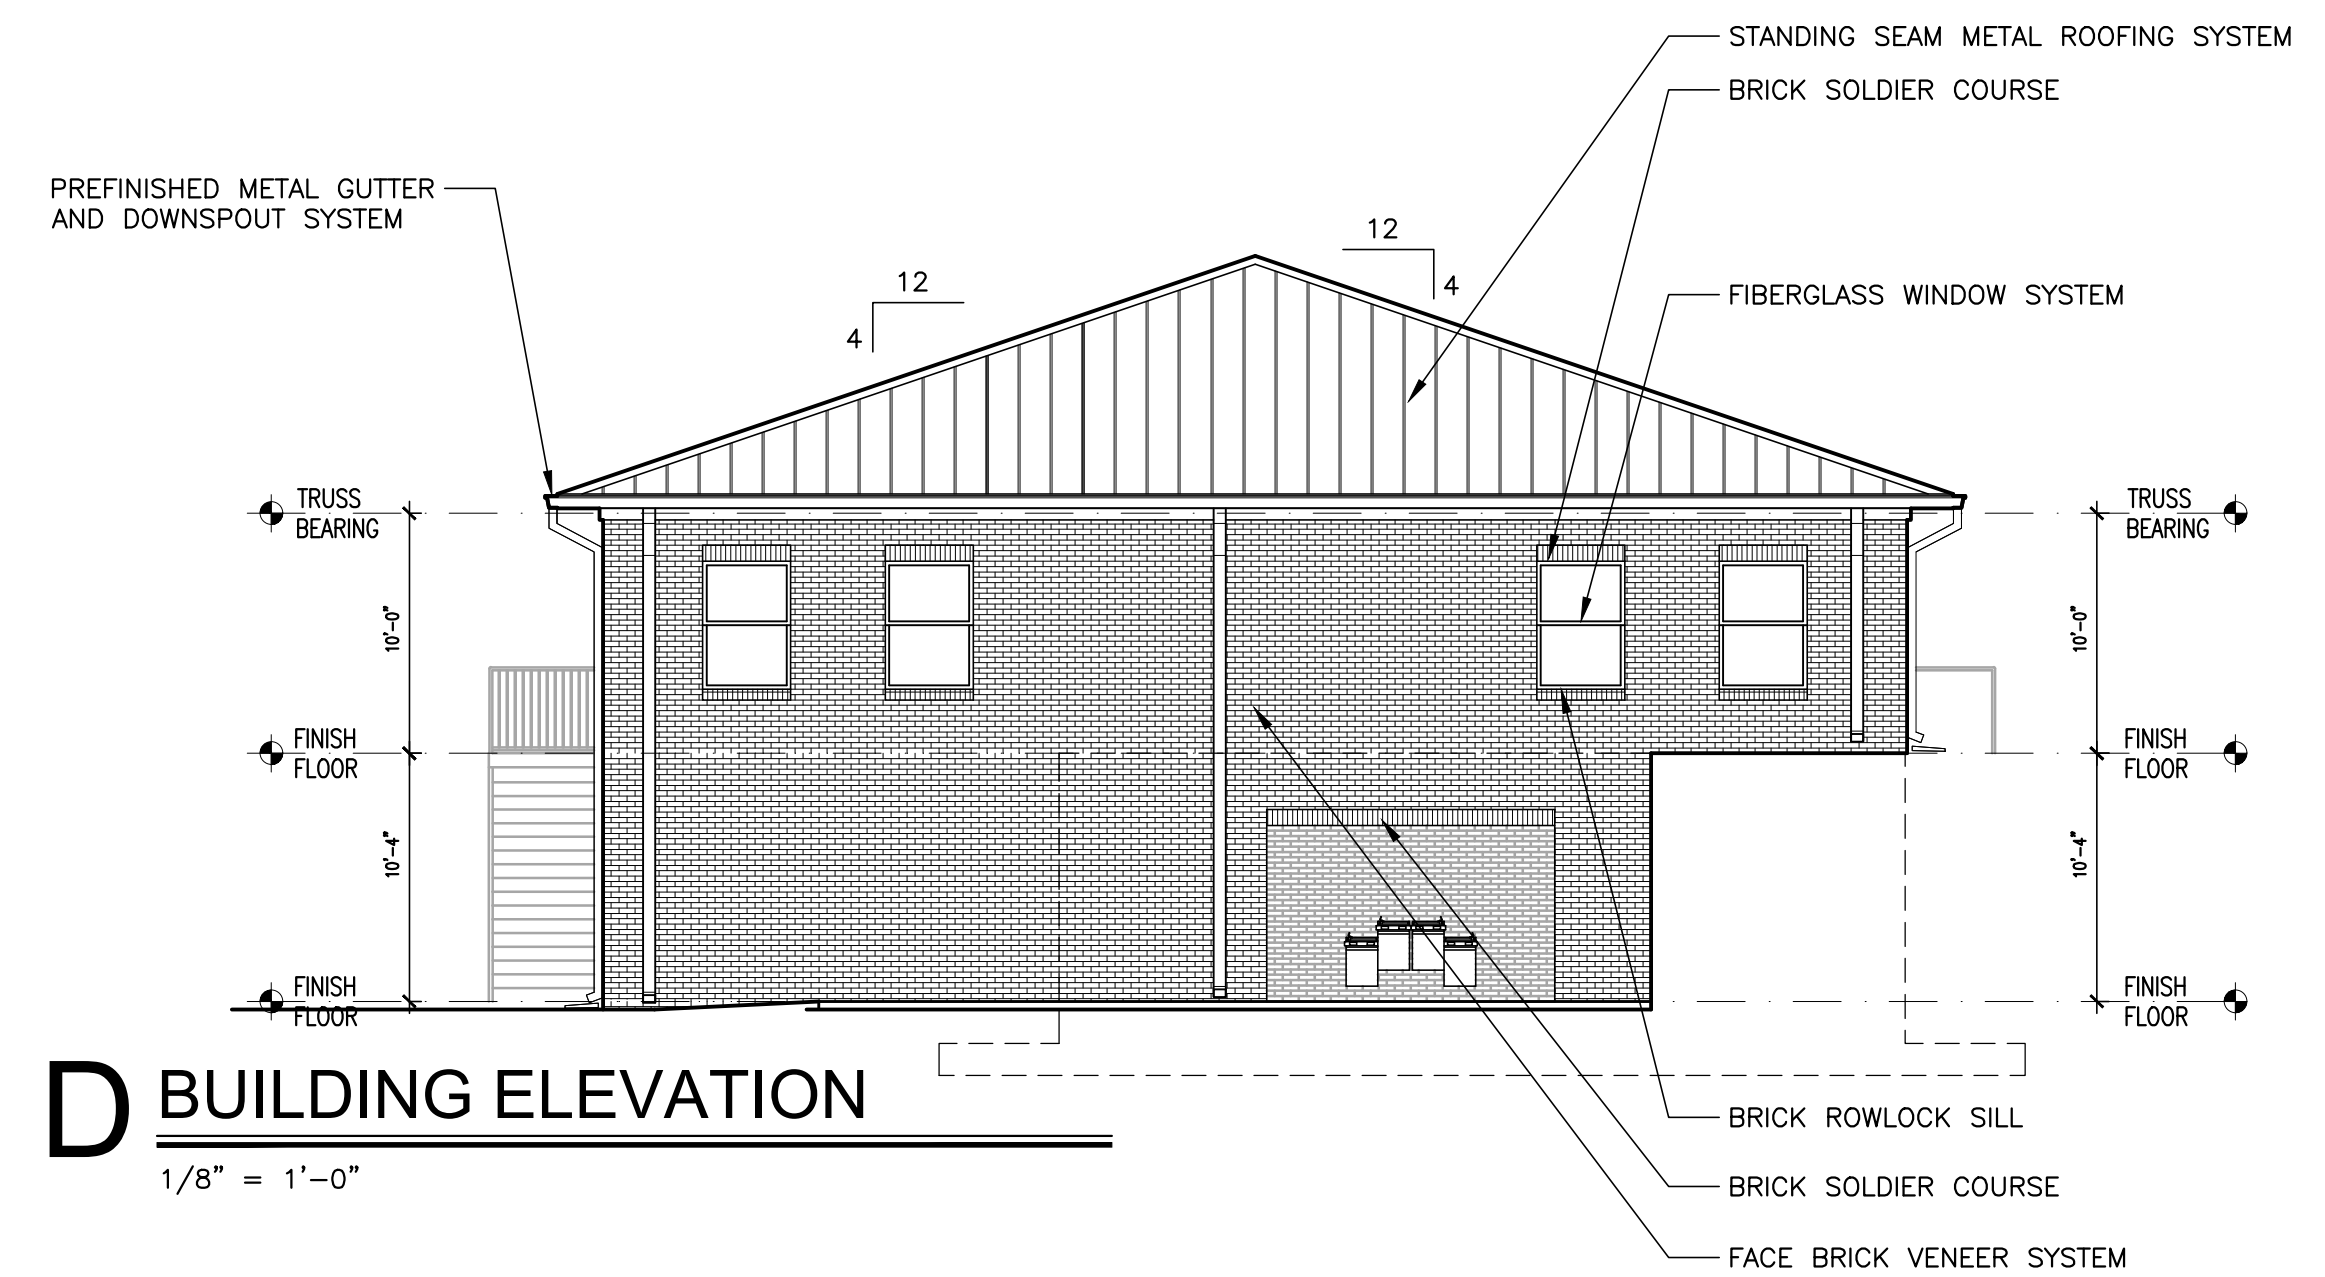 STANDING SEAM METAL ROOFING SYSTEM
BRICK SOLDIER COURSE
PREFINISHED METAL GUTTER
AND DOWNSPOUT SYSTEM
12
4
12
4
FIBERGLASS WINDOW SYSTEM
TRUSS
BEARING
TRUSS
BEARING
10'-0"
10'-0"
FINISH
FLOOR
FINISH
FLOOR
10'-4"
10'-4"
FINISH
FLOOR
FINISH
FLOOR
D BUILDING ELEVATION
1/8" = 1'-0"
BRICK ROWLOCK SILL
BRICK SOLDIER COURSE
FACE BRICK VENEER SYSTEM